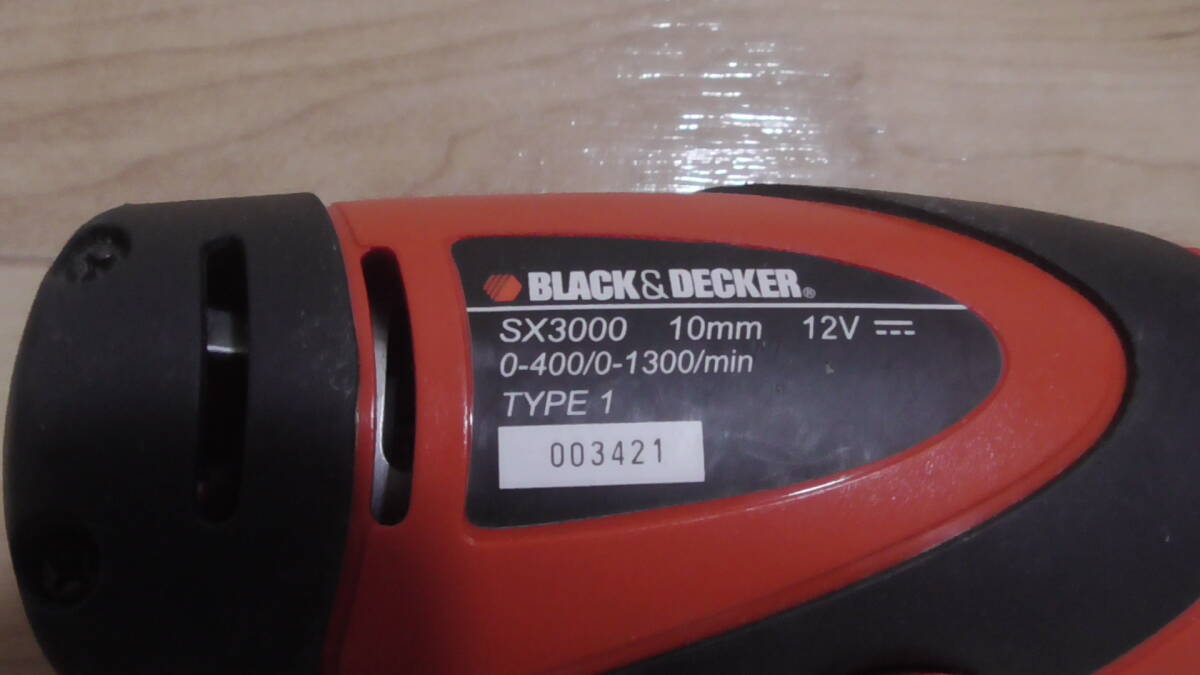 BLACK & DECKER®
SX3000 10mm 12V ⎓
0-400/0-1300/min
TYPE 1
003421